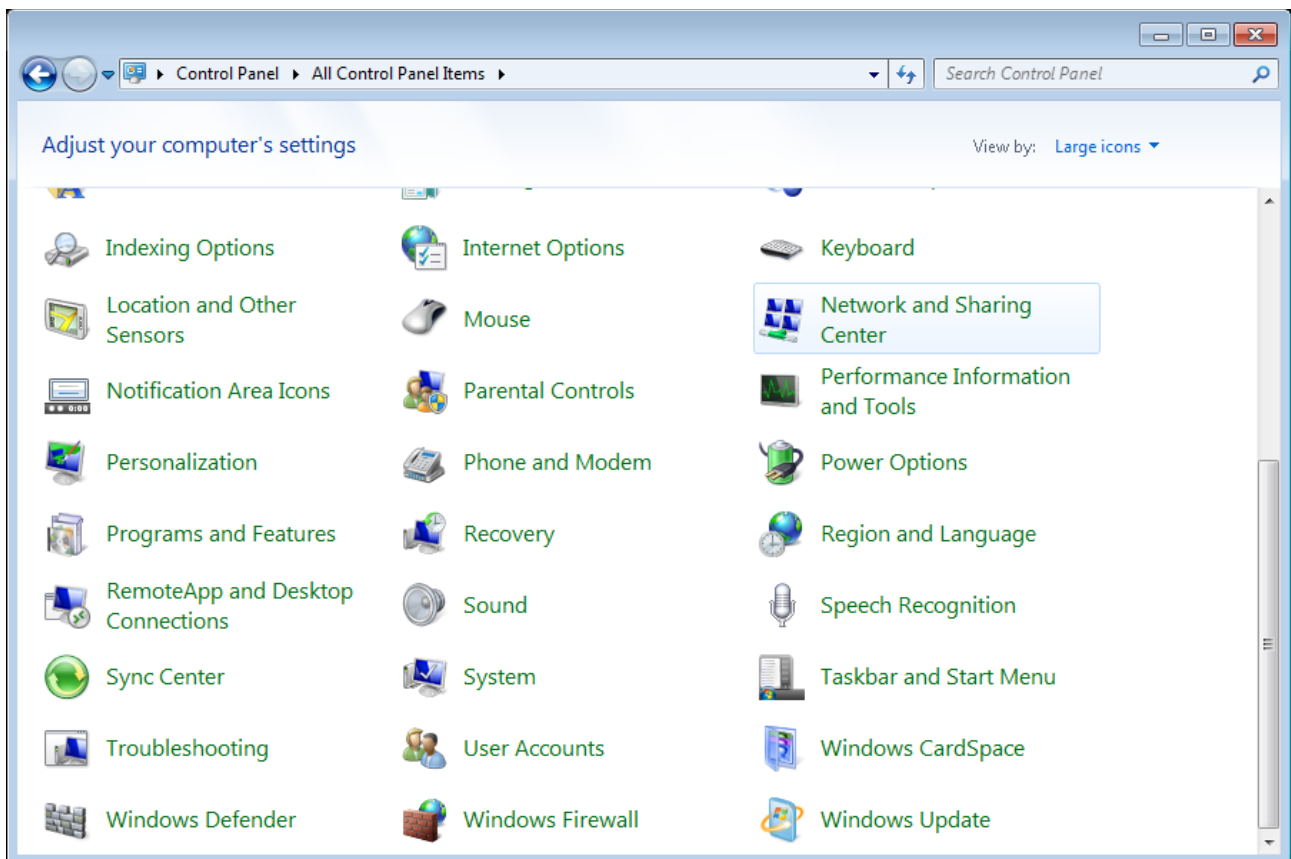 Control Panel All Control Panel Items Search Control Panel
Adjust your computer's settings View by: Large icons
Indexing Options Internet Options Keyboard
Location and Other Sensors
Mouse
Network and Sharing Center
Notification Area Icons Parental Controls
Performance Information and Tools
Personalization Phone and Modem Power Options
Programs and Features Recovery Region and Language
RemoteApp and Desktop Connections
Sound Speech Recognition
Sync Center System Taskbar and Start Menu
Troubleshooting User Accounts Windows CardSpace
Windows Defender Windows Firewall Windows Update